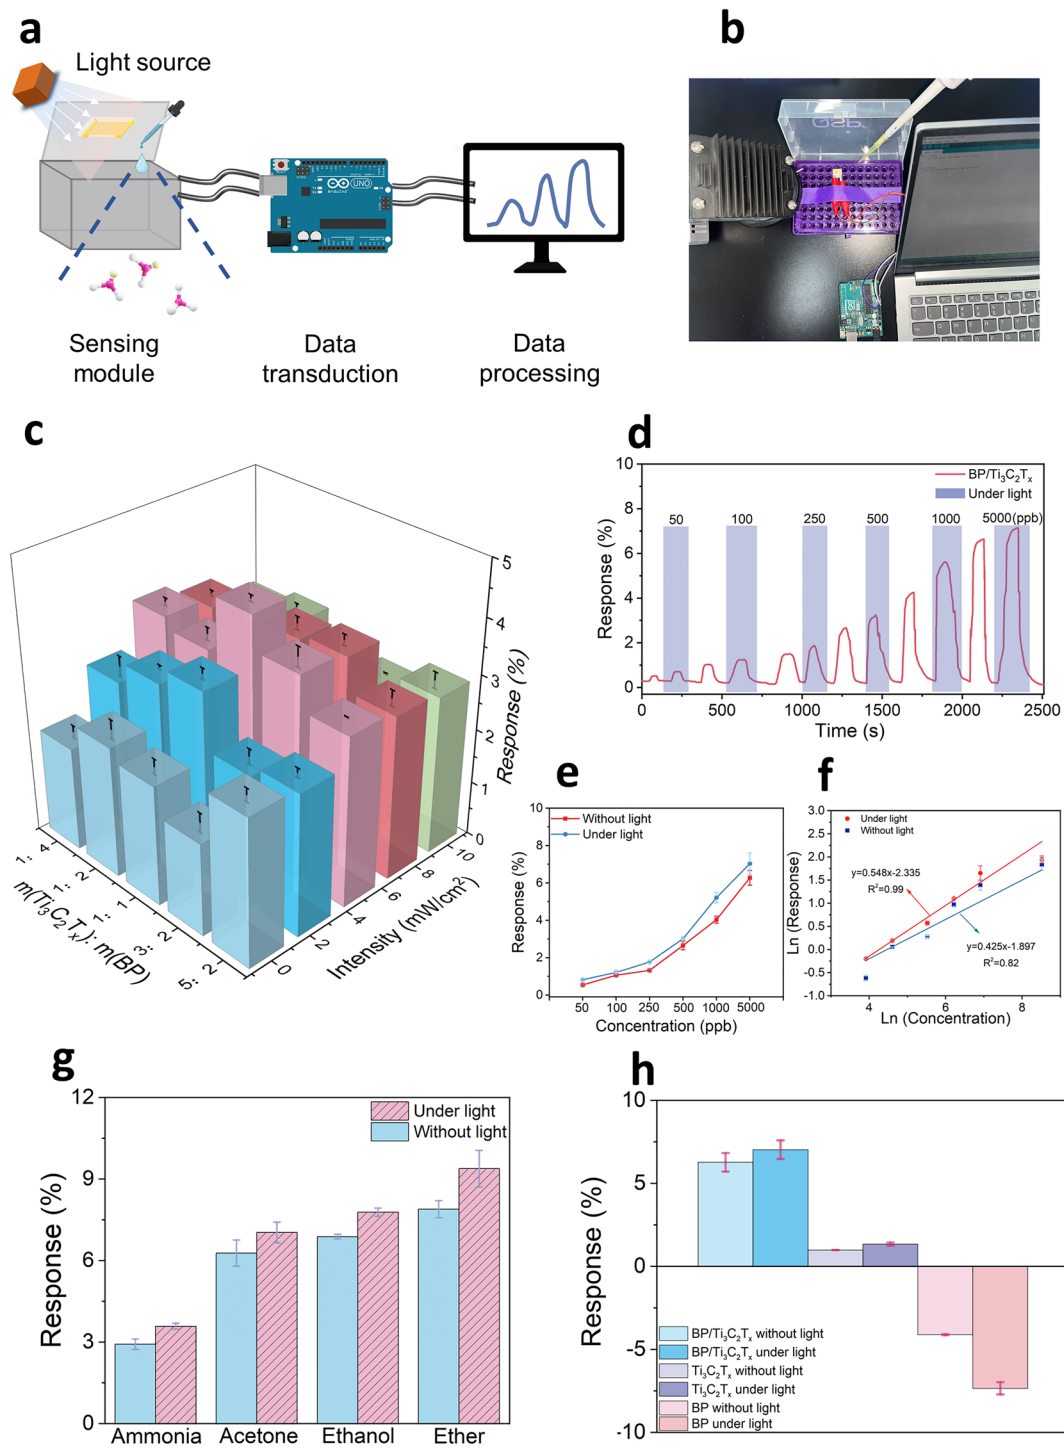 a
Light source
UNO
ARDUINO
Sensing
module
Data
transduction
Data
processing
b
c
5
4
3
2
1
0
Response (%)
1:4
1:2
1:1
3:2
5:2
m(Ti₃C₂Tₓ): m(BP)
0
2
4
6
8
10
Intensity (mW/cm²)
d
10
8
6
4
2
0
Response (%)
BP/Ti₃C₂Tₓ
Under light
50
100
250
500
1000
5000(ppb)
0
500
1000
1500
2000
2500
Time (s)
e
10
8
6
4
2
0
Response (%)
Without light
Under light
50
100
250
500
1000
5000
Concentration (ppb)
f
3.0
2.5
2.0
1.5
1.0
0.5
0.0
-0.5
-1.0
Ln (Response)
Under light
Without light
y=0.548x-2.335
R²=0.99
y=0.425x-1.897
R²=0.82
4
6
8
Ln (Concentration)
g
12
9
6
3
0
Response (%)
Under light
Without light
Ammonia
Acetone
Ethanol
Ether
h
10
5
0
-5
-10
Response (%)
BP/Ti₃C₂Tₓ without light
BP/Ti₃C₂Tₓ under light
Ti₃C₂Tₓ without light
Ti₃C₂Tₓ under light
BP without light
BP under light